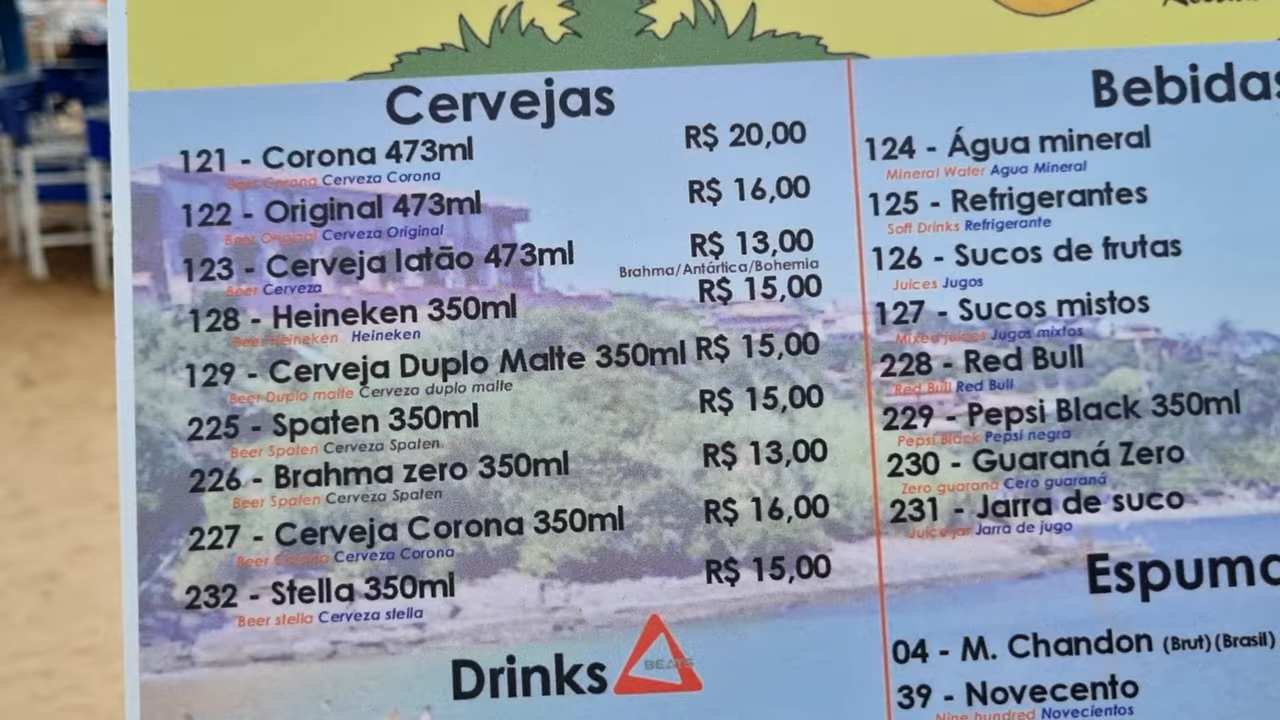 Cervejas
121 - Corona 473ml R$ 20,00
Beer Corona Cerveza Corona
122 - Original 473ml R$ 16,00
Beer Original Cerveza Original
123 - Cerveja latão 473ml R$ 13,00
Beer Cerveza Brahma/Antártica/Bohemia
128 - Heineken 350ml R$ 15,00
Beer Heineken Heineken
129 - Cerveja Duplo Malte 350ml R$ 15,00
Beer Duplo malte Cerveza duplo malte
225 - Spaten 350ml R$ 15,00
Beer Spaten Cerveza Spaten
226 - Brahma zero 350ml R$ 13,00
Beer Spaten Cerveza Spaten
227 - Cerveja Corona 350ml R$ 16,00
Beer Corona Cerveza Corona
232 - Stella 350ml R$ 15,00
Beer stella Cerveza stella
Drinks
BEATS
Bebidas
124 - Água mineral
Mineral Water Agua Mineral
125 - Refrigerantes
Soft Drinks Refrigerante
126 - Sucos de frutas
Juices Jugos
127 - Sucos mistos
Mixed juices Jugos mixtos
228 - Red Bull
Red Bull Red Bull
229 - Pepsi Black 350ml
Pepsi Black Pepsi negra
230 - Guaraná Zero
Zero guarana Cero guaraná
231 - Jarra de suco
Juice jar Jarra de jugo
Espuma
04 - M. Chandon (Brut) (Brasil)
39 - Novecento
Nine hundred Novecientos